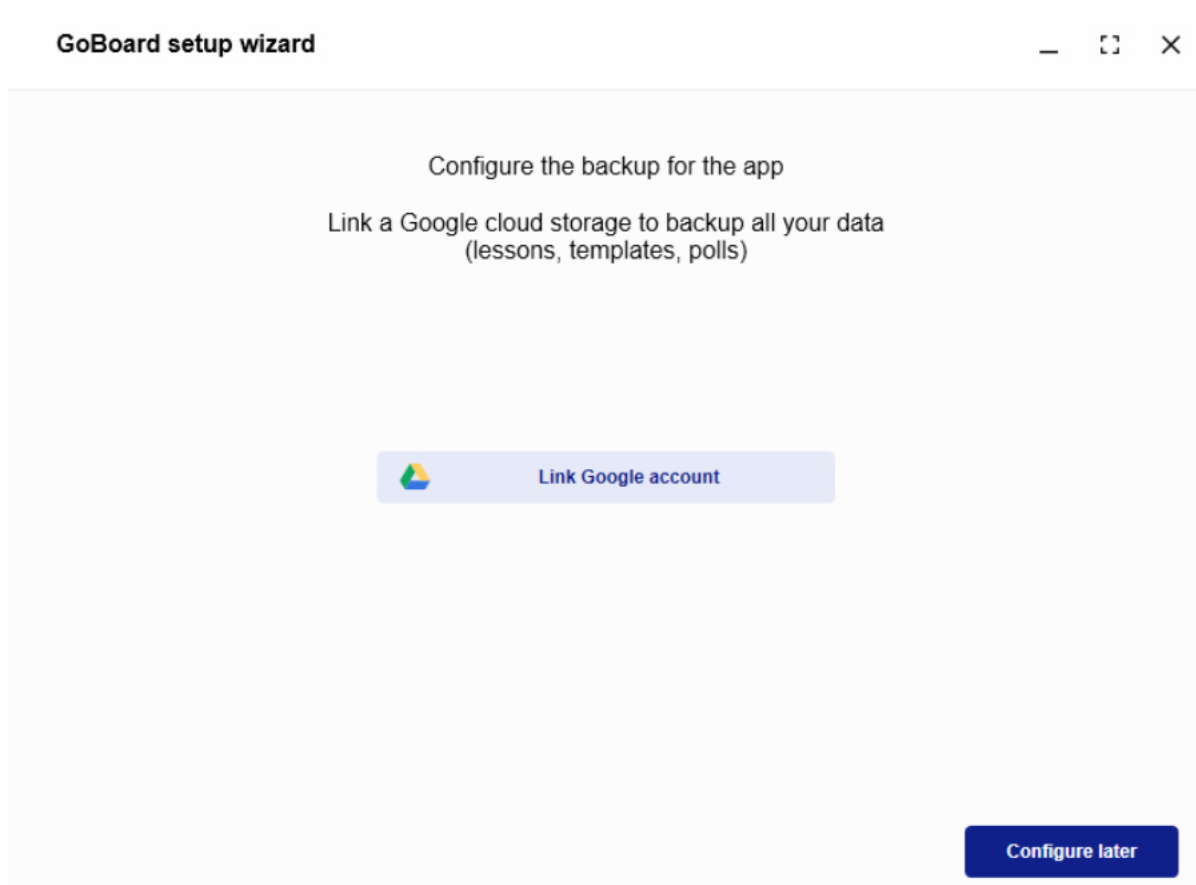 GoBoard setup wizard
Configure the backup for the app
Link a Google cloud storage to backup all your data
(lessons, templates, polls)
Link Google account
Configure later